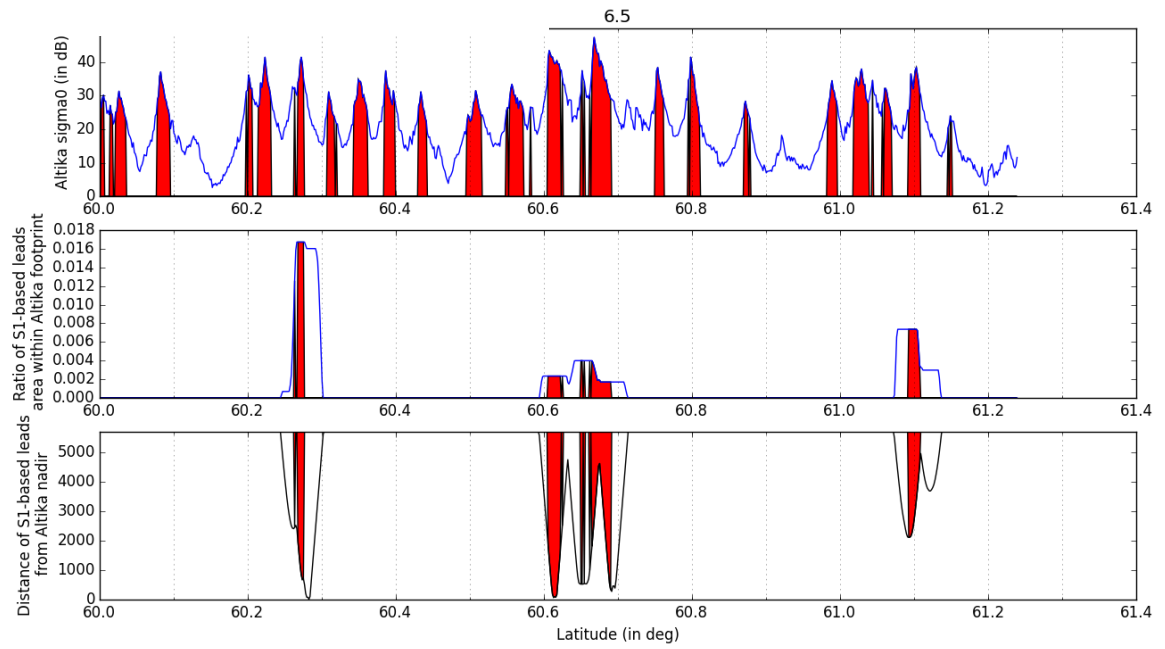 6.5
Altika sigma0 (in dB)
40
30
20
10
0
60.0 60.2 60.4 60.6 60.8 61.0 61.2 61.4
Ratio of S1-based leads
area within Altika footprint
0.018
0.016
0.014
0.012
0.010
0.008
0.006
0.004
0.002
0.000
60.0 60.2 60.4 60.6 60.8 61.0 61.2 61.4
Distance of S1-based leads
from Altika nadir
5000
4000
3000
2000
1000
0
60.0 60.2 60.4 60.6 60.8 61.0 61.2 61.4
Latitude (in deg)